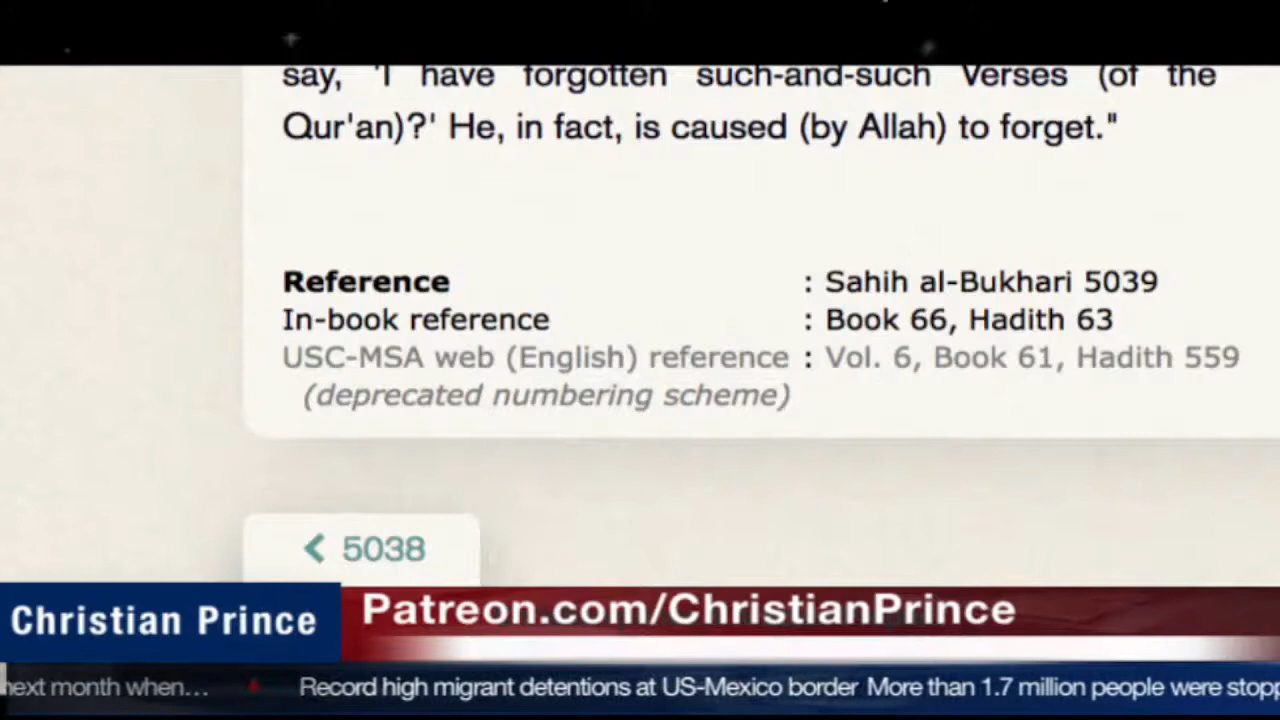 say, 'I have forgotten such-and-such Verses (of the
Qur'an)?' He, in fact, is caused (by Allah) to forget."
Reference : Sahih al-Bukhari 5039
In-book reference : Book 66, Hadith 63
USC-MSA web (English) reference : Vol. 6, Book 61, Hadith 559
(deprecated numbering scheme)
< 5038
Christian Prince
Patreon.com/ChristianPrince
next month when... Record high migrant detentions at US-Mexico border More than 1.7 million people were stopp